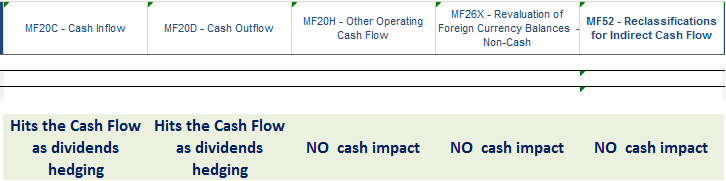 MF20C - Cash Inflow
MF20D - Cash Outflow
MF20H - Other Operating
Cash Flow
MF26X - Revaluation of
Foreign Currency Balances -
Non-Cash
MF52 - Reclassifications
for Indirect Cash Flow
Hits the Cash Flow
as dividends
hedging
Hits the Cash Flow
as dividends
hedging
NO cash impact
NO cash impact
NO cash impact